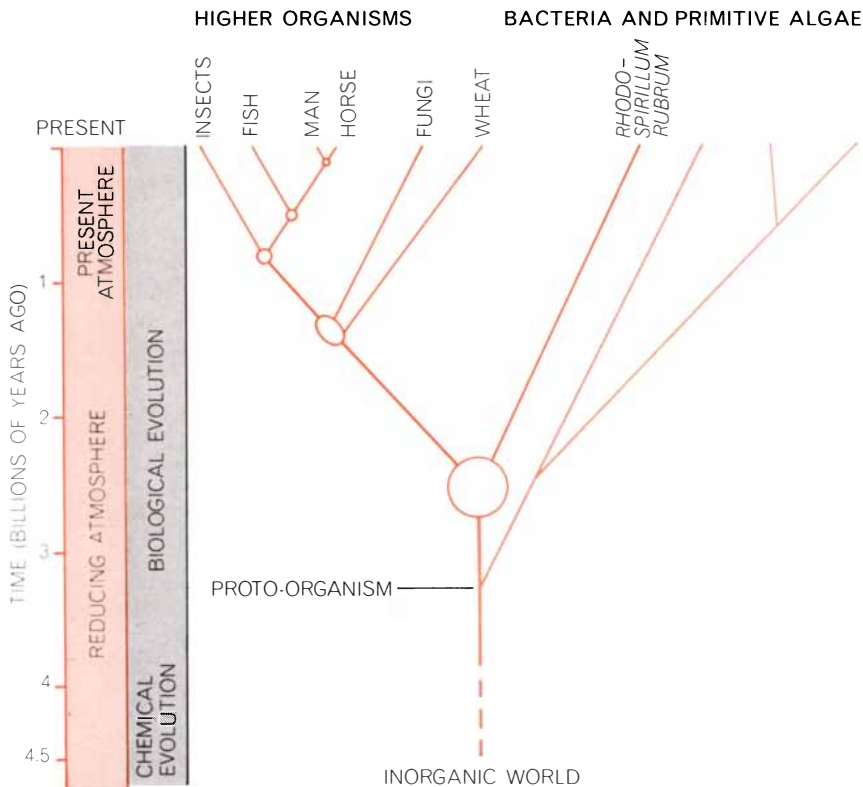 HIGHER ORGANISMS
BACTERIA AND PRIMITIVE ALGAE
INSECTS
FISH
MAN
HORSE
FUNGI
WHEAT
RHODO-
SPIRILLUM
RUBRUM
PRESENT
PRESENT
ATMOSPHERE
1
TIME (BILLIONS OF YEARS AGO)
2
REDUCING ATMOSPHERE
BIOLOGICAL EVOLUTION
3
PROTO-ORGANISM
4
CHEMICAL
EVOLUTION
4.5
INORGANIC WORLD